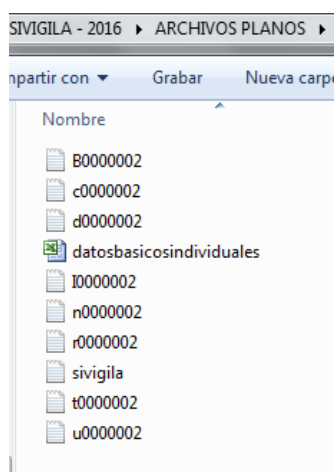 SIVIGILA - 2016 ▸ ARCHIVOS PLANOS ▸
npartir con ▼ Grabar Nueva carp
Nombre
B0000002
c0000002
d0000002
datosbasicosindividuales
I0000002
n0000002
r0000002
sivigila
t0000002
u0000002